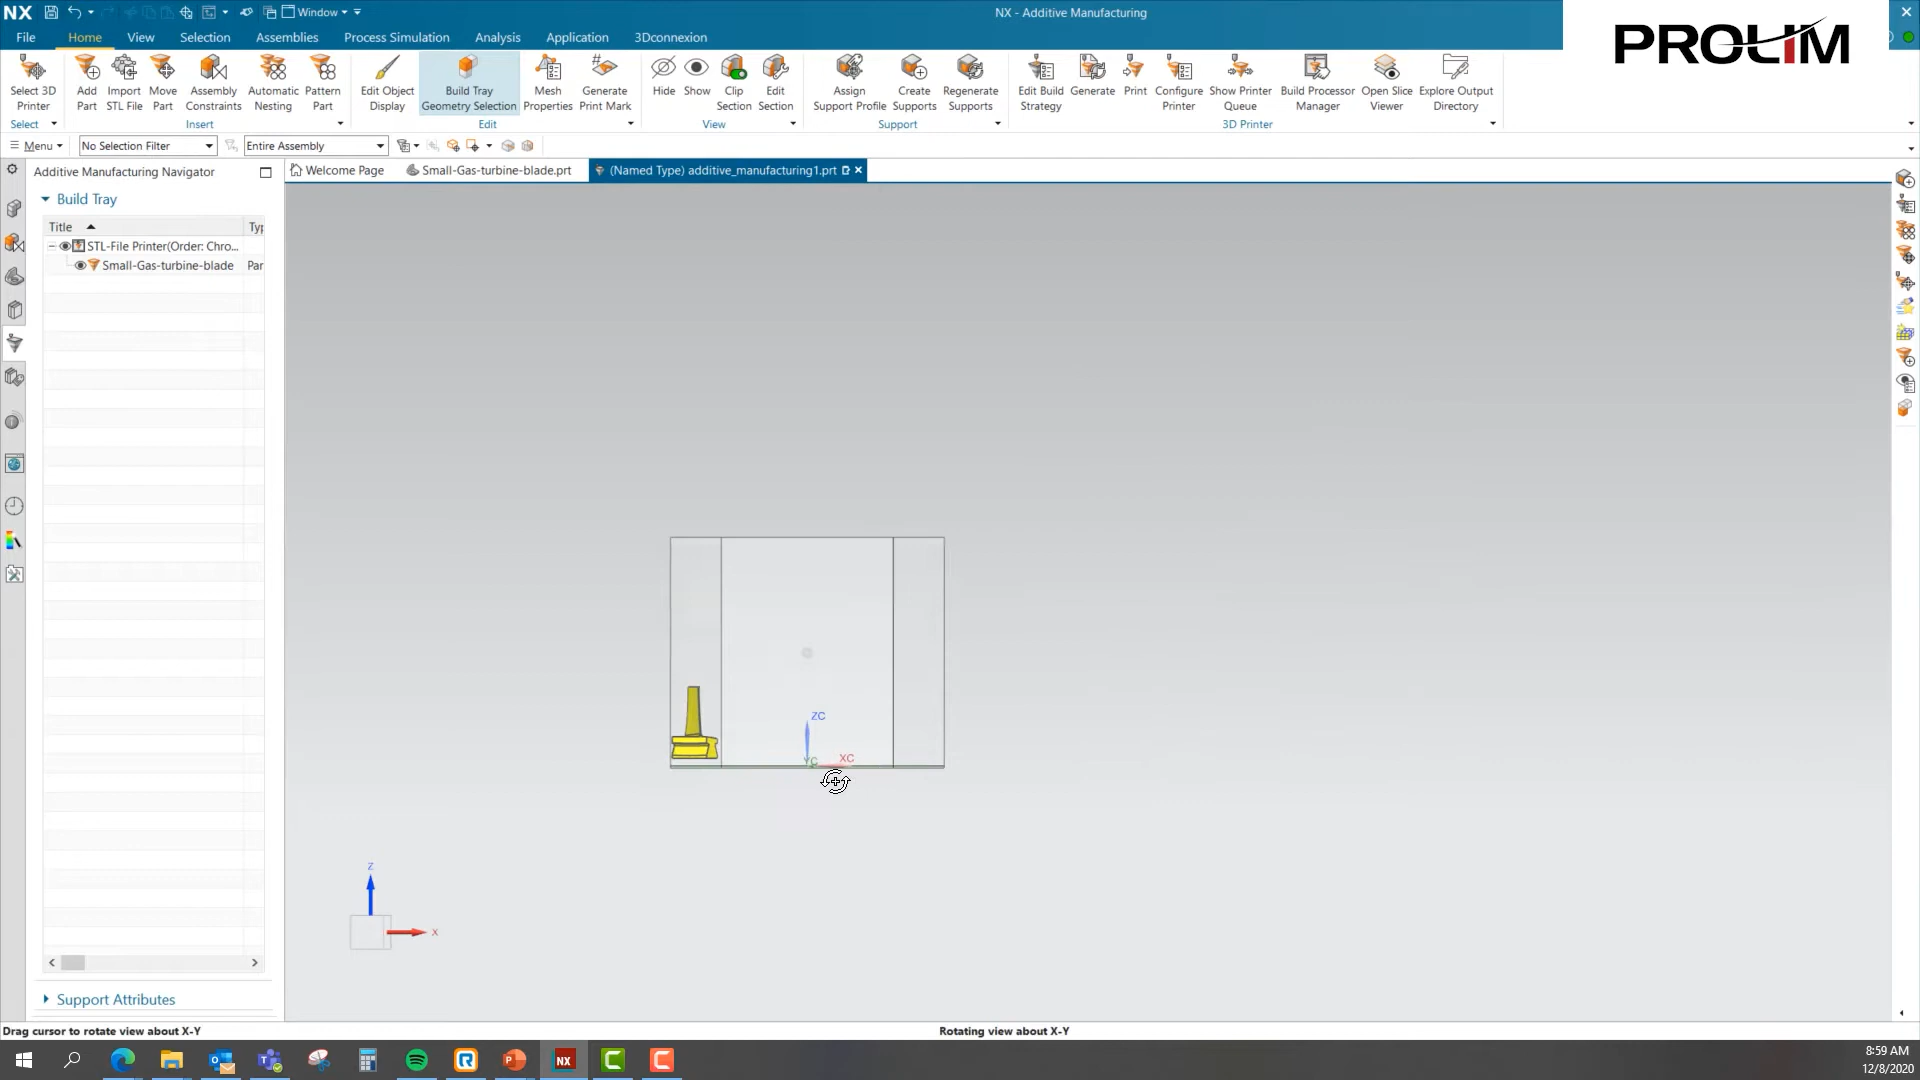 NX
Window
NX - Additive Manufacturing
PROLIM
File
Home
View
Selection
Assemblies
Process Simulation
Analysis
Application
3Dconnexion
Select 3D
Printer
Add
Part
Import
STL File
Move
Part
Assembly
Constraints
Automatic
Nesting
Pattern
Part
Edit Object
Display
Build Tray
Geometry Selection
Mesh
Properties
Generate
Print Mark
Hide
Show
Clip
Section
Edit
Section
Assign
Support Profile
Create
Supports
Regenerate
Supports
Edit Build
Strategy
Generate
Print
Configure
Printer
Show Printer
Queue
Build Processor
Manager
Open Slice
Viewer
Explore Output
Directory
Select
Insert
Edit
View
Support
3D Printer
Menu
No Selection Filter
Entire Assembly
Additive Manufacturing Navigator
Welcome Page
Small-Gas-turbine-blade.prt
(Named Type) additive_manufacturing1.prt
Build Tray
Title
Typ
STL-File Printer(Order: Chro...
Small-Gas-turbine-blade
Par
ZC
YC
XC
Z
X
Support Attributes
Drag cursor to rotate view about X-Y
Rotating view about X-Y
NX
8:59 AM
12/8/2020